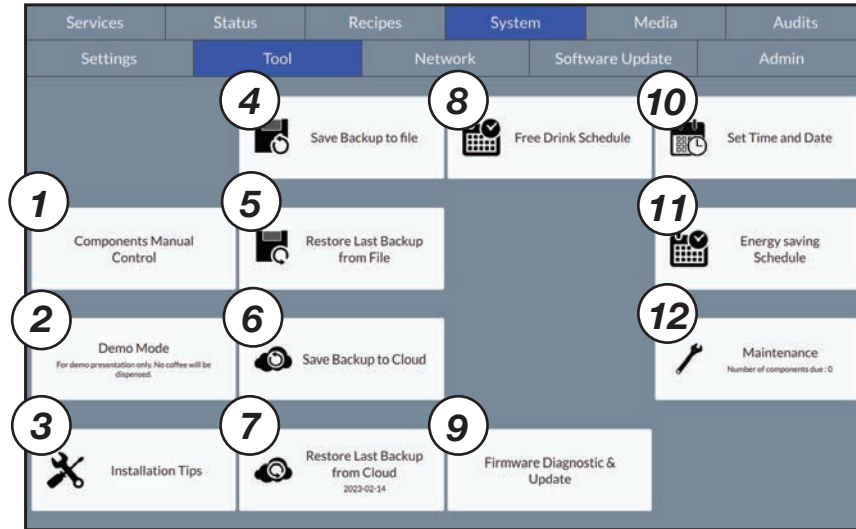 Services Status Recipes System Media Audits
Settings Tool Network Software Update Admin
4 8 10
Save Backup to file Free Drink Schedule Set Time and Date
1 5 11
Components Manual
Control
Restore Last Backup
from File
Energy saving
Schedule
2 6 12
Demo Mode
For demo presentation only. No coffee will be
dispensed.
Save Backup to Cloud
Maintenance
Number of components due : 0
3 7 9
Installation Tips
Restore Last Backup
from Cloud
2023-02-14
Firmware Diagnostic &
Update